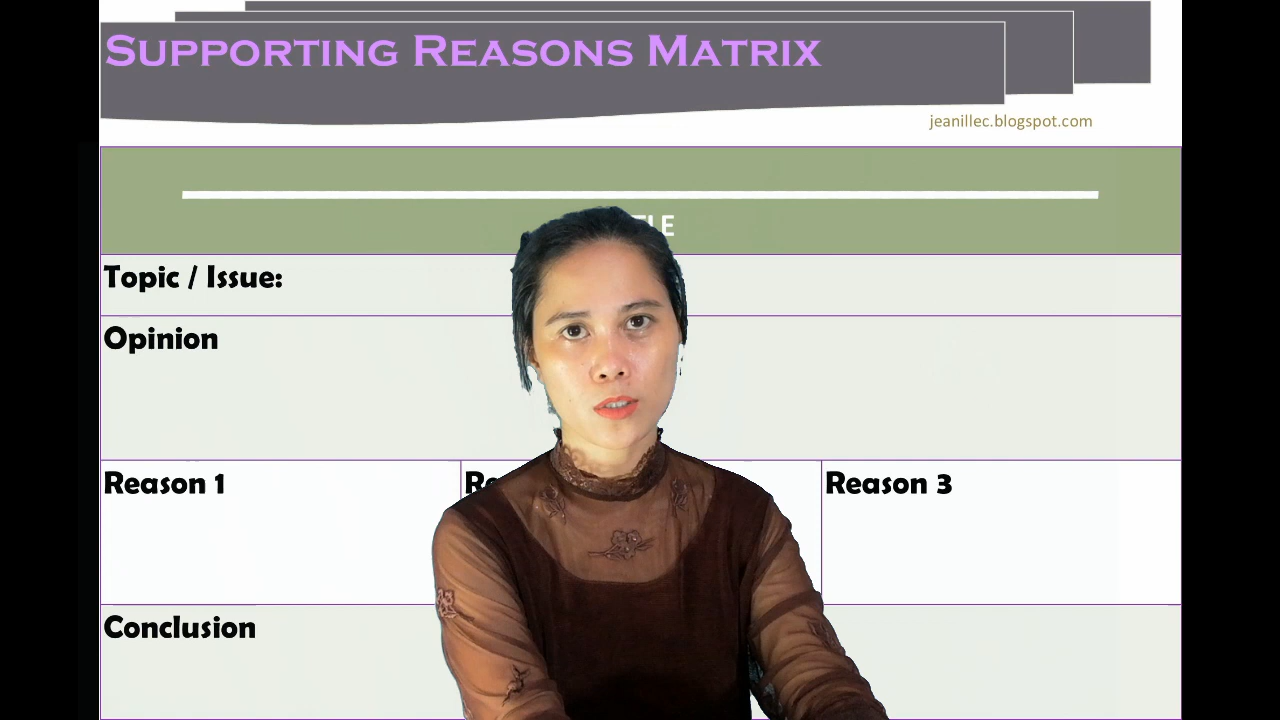 Supporting Reasons Matrix
jeanillec.blogspot.com
Topic / Issue:
Opinion
Reason 1
Reason 3
Conclusion